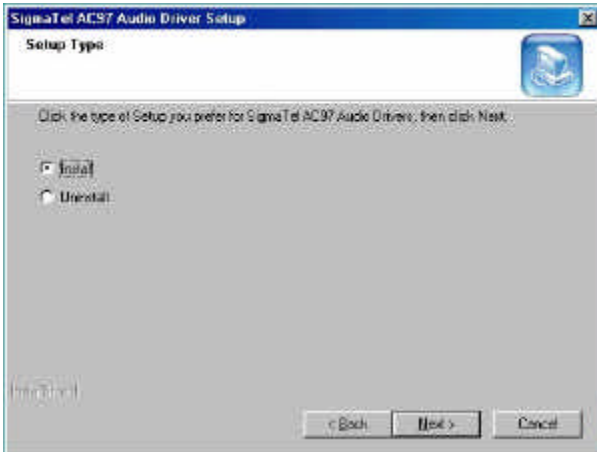 SigmaTel AC97 Audio Driver Setup
Setup Type
Click the type of Setup you prefer for SigmaTel AC97 Audio Drivers, then click Next.
Install
Uninstall
InstallShield
< Back Next > Cancel